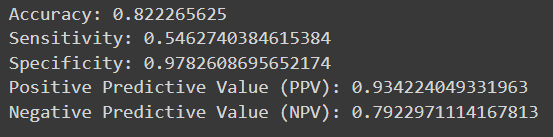 Accuracy: 0.822265625
Sensitivity: 0.5462740384615384
Specificity: 0.9782608695652174
Positive Predictive Value (PPV): 0.934224049331963
Negative Predictive Value (NPV): 0.7922971114167813